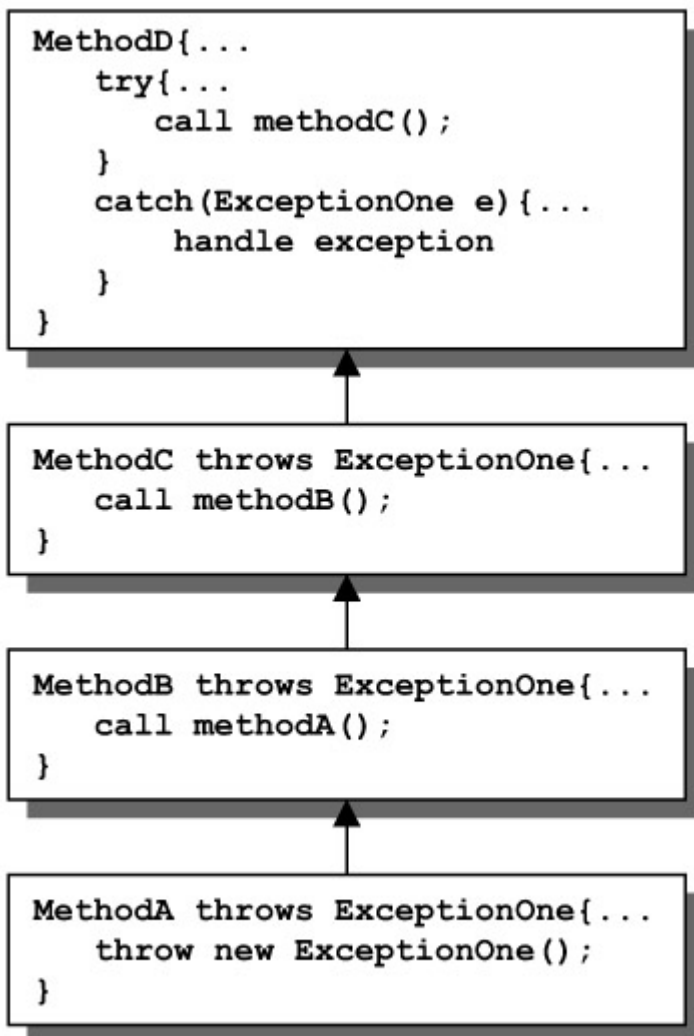 MethodD{...
try{...
call methodC();
}
catch(ExceptionOne e){...
handle exception
}
}
MethodC throws ExceptionOne{...
call methodB();
}
MethodB throws ExceptionOne{...
call methodA();
}
MethodA throws ExceptionOne{...
throw new ExceptionOne();
}